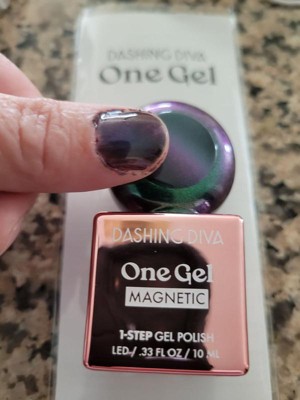 DASHING DIVA
One Gel
DASHING DIVA
One Gel
MAGNETIC
1-STEP GEL POLISH
LED / .33 FL OZ / 10 ML